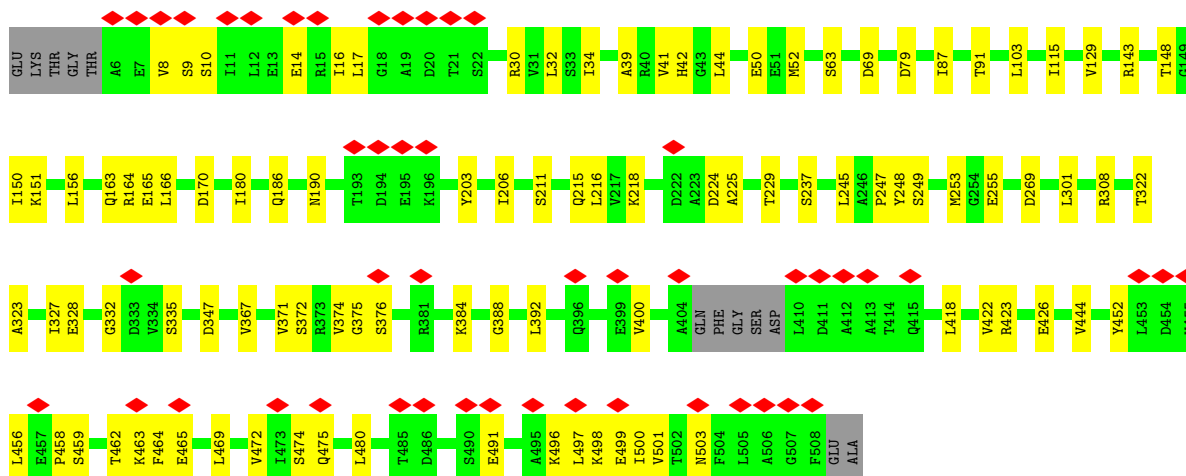 GLU LYS THR GLY THR A6 E7 V8 S9 S10 I11 L12 E13 E14 R15 I16 L17 G18 A19 D20 T21 S22 R30 V31 L32 S33 I34 A39 R40 V41 H42 G43 L44 E50 E51 M52 S63 D69 D79 I87 T91 L103 I115 V129 R143 T148 G149
I150 K151 L156 Q163 R164 E165 L166 D170 I180 Q186 N190 T193 D194 E195 K196 Y203 I206 S211 Q215 L216 V217 K218 D222 A223 D224 A225 T229 S237 L245 A246 P247 Y248 S249 M253 G254 E255 D269 L301 R308 T322
A323 I327 E328 G332 D333 V334 S335 D347 V367 V371 S372 R373 V374 G375 S376 R381 K384 G388 L392 Q396 E399 V400 A404 GLN PHE GLY SER ASP L410 D411 A412 A413 T414 Q415 L418 V422 R423 E426 V444 Y452 L453 D454
L456 E457 P458 S459 T462 K463 F464 E465 L469 V472 I473 S474 Q475 L480 T485 D486 S490 E491 A495 K496 L497 K498 E499 I500 V501 T502 N503 F504 L505 A506 G507 F508 GLU ALA